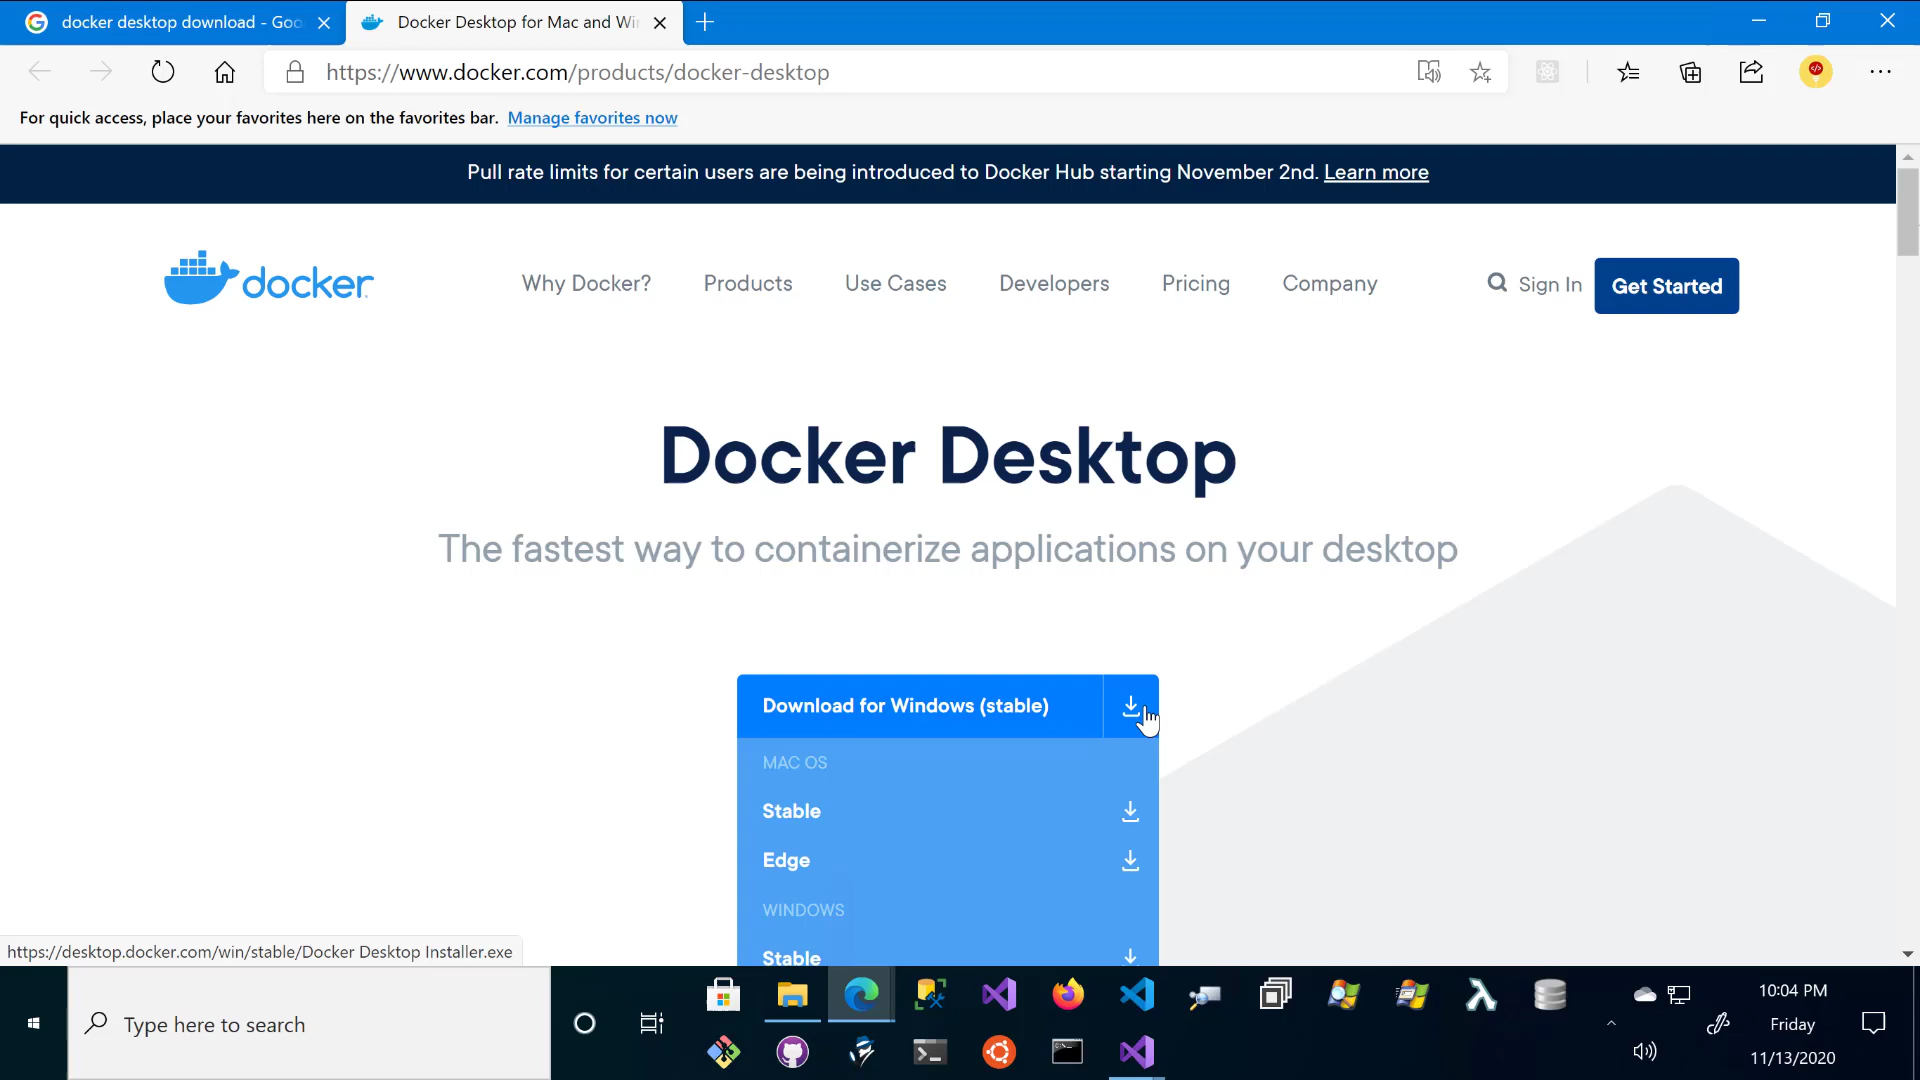 docker desktop download - Goo
Docker Desktop for Mac and Wi
https://www.docker.com/products/docker-desktop
For quick access, place your favorites here on the favorites bar. Manage favorites now
Pull rate limits for certain users are being introduced to Docker Hub starting November 2nd. Learn more
docker
Why Docker?
Products
Use Cases
Developers
Pricing
Company
Sign In
Get Started
Docker Desktop
The fastest way to containerize applications on your desktop
Download for Windows (stable)
MAC OS
Stable
Edge
WINDOWS
Stable
https://desktop.docker.com/win/stable/Docker Desktop Installer.exe
Type here to search
10:04 PM
Friday
11/13/2020